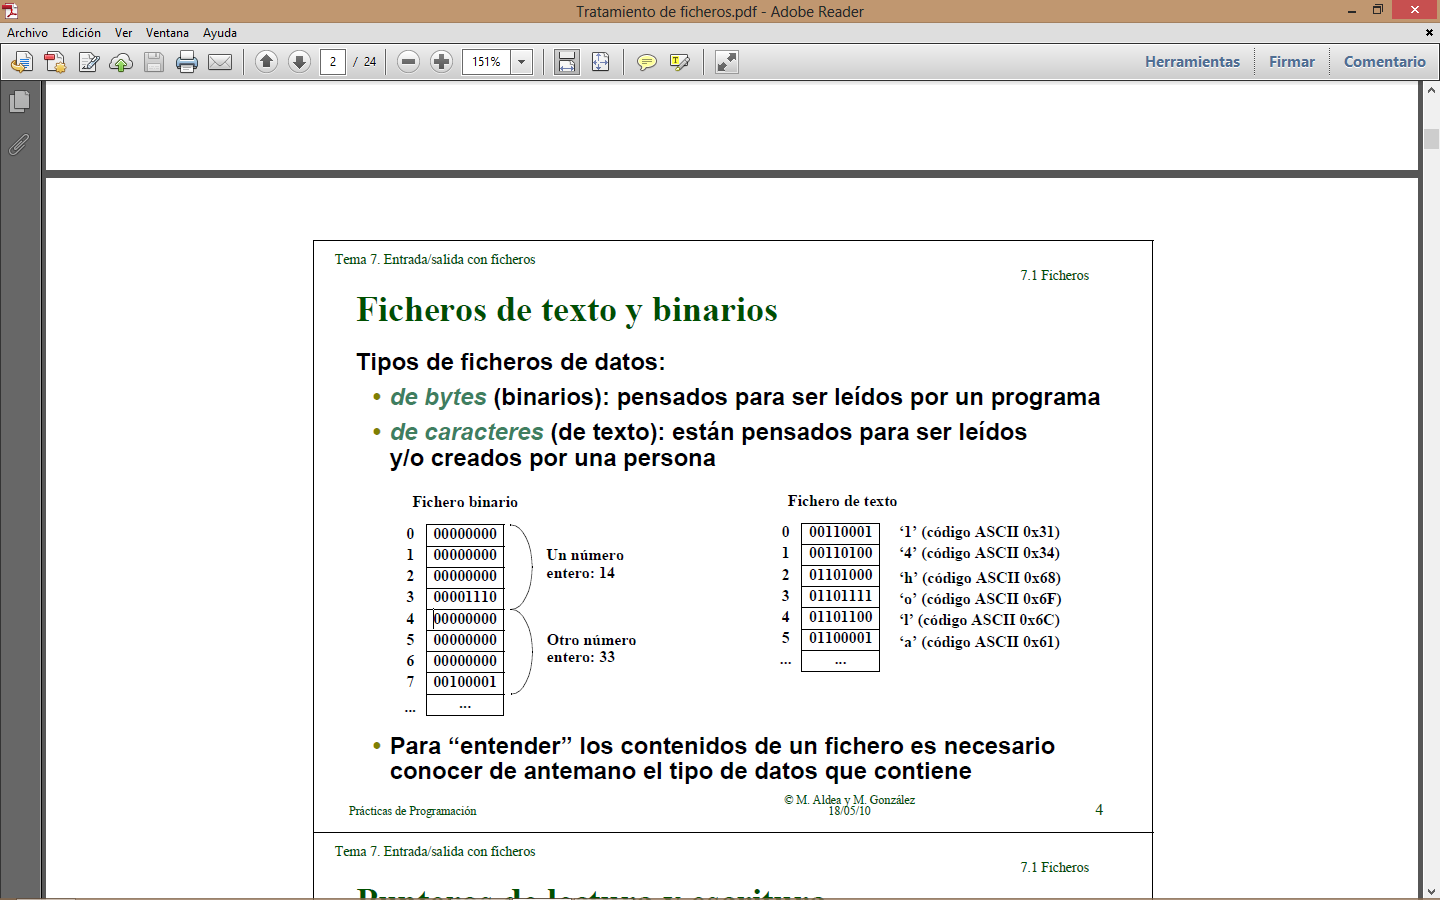 Tratamiento de ficheros.pdf - Adobe Reader
Archivo Edición Ver Ventana Ayuda
2 / 24 151% Herramientas Firmar Comentario
Tema 7. Entrada/salida con ficheros
7.1 Ficheros
Ficheros de texto y binarios
Tipos de ficheros de datos:
• de bytes (binarios): pensados para ser leídos por un programa
• de caracteres (de texto): están pensados para ser leídos
y/o creados por una persona
Fichero binario
0 00000000
1 00000000
2 00000000
3 00001110
4 00000000
5 00000000
6 00000000
7 00100001
... ...
Un número
entero: 14
Otro número
entero: 33
Fichero de texto
0 00110001 ‘1’ (código ASCII 0x31)
1 00110100 ‘4’ (código ASCII 0x34)
2 01101000 ‘h’ (código ASCII 0x68)
3 01101111 ‘o’ (código ASCII 0x6F)
4 01101100 ‘l’ (código ASCII 0x6C)
5 01100001 ‘a’ (código ASCII 0x61)
... ...
• Para “entender” los contenidos de un fichero es necesario
conocer de antemano el tipo de datos que contiene
Prácticas de Programación
© M. Aldea y M. González
18/05/10
4
Tema 7. Entrada/salida con ficheros
7.1 Ficheros
Punteros de lectura y escritura